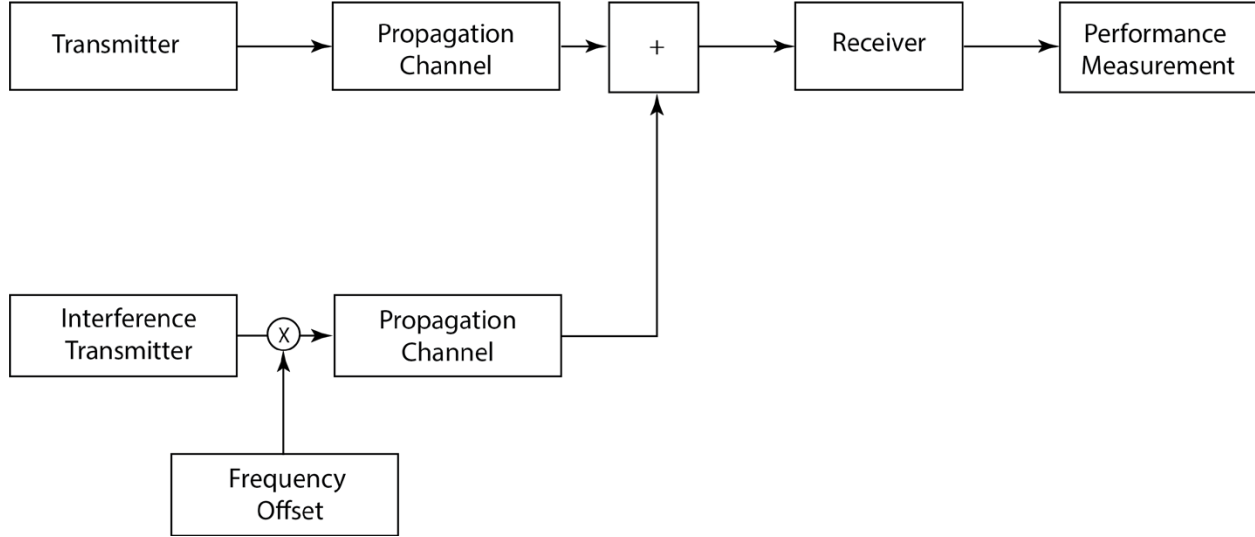 Transmitter
Propagation
Channel
+
Receiver
Performance
Measurement
Interference
Transmitter
X
Propagation
Channel
Frequency
Offset